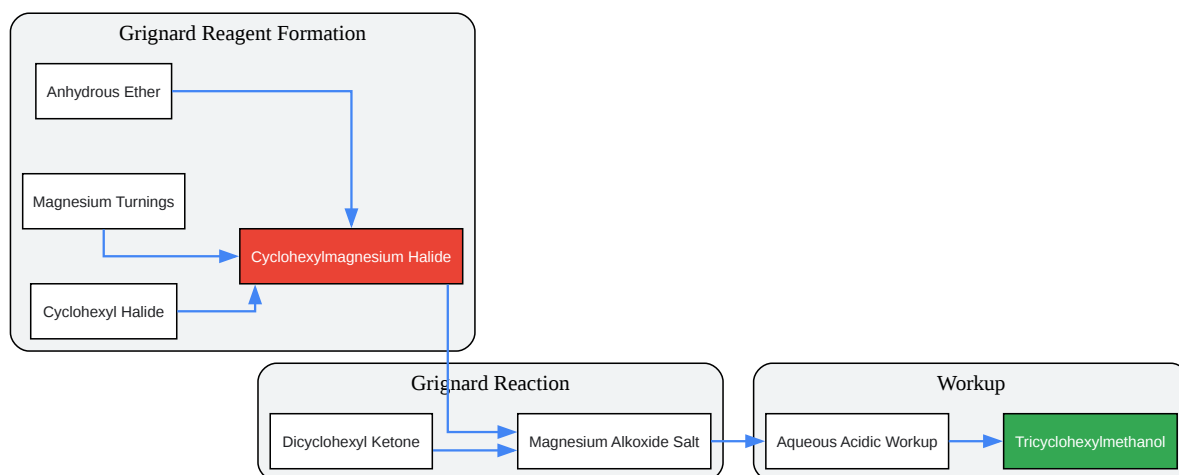 Grignard Reagent Formation
Anhydrous Ether
Magnesium Turnings
Cyclohexylmagnesium Halide
Cyclohexyl Halide
Grignard Reaction
Dicyclohexyl Ketone
Magnesium Alkoxide Salt
Workup
Aqueous Acidic Workup
Tricyclohexylmethanol